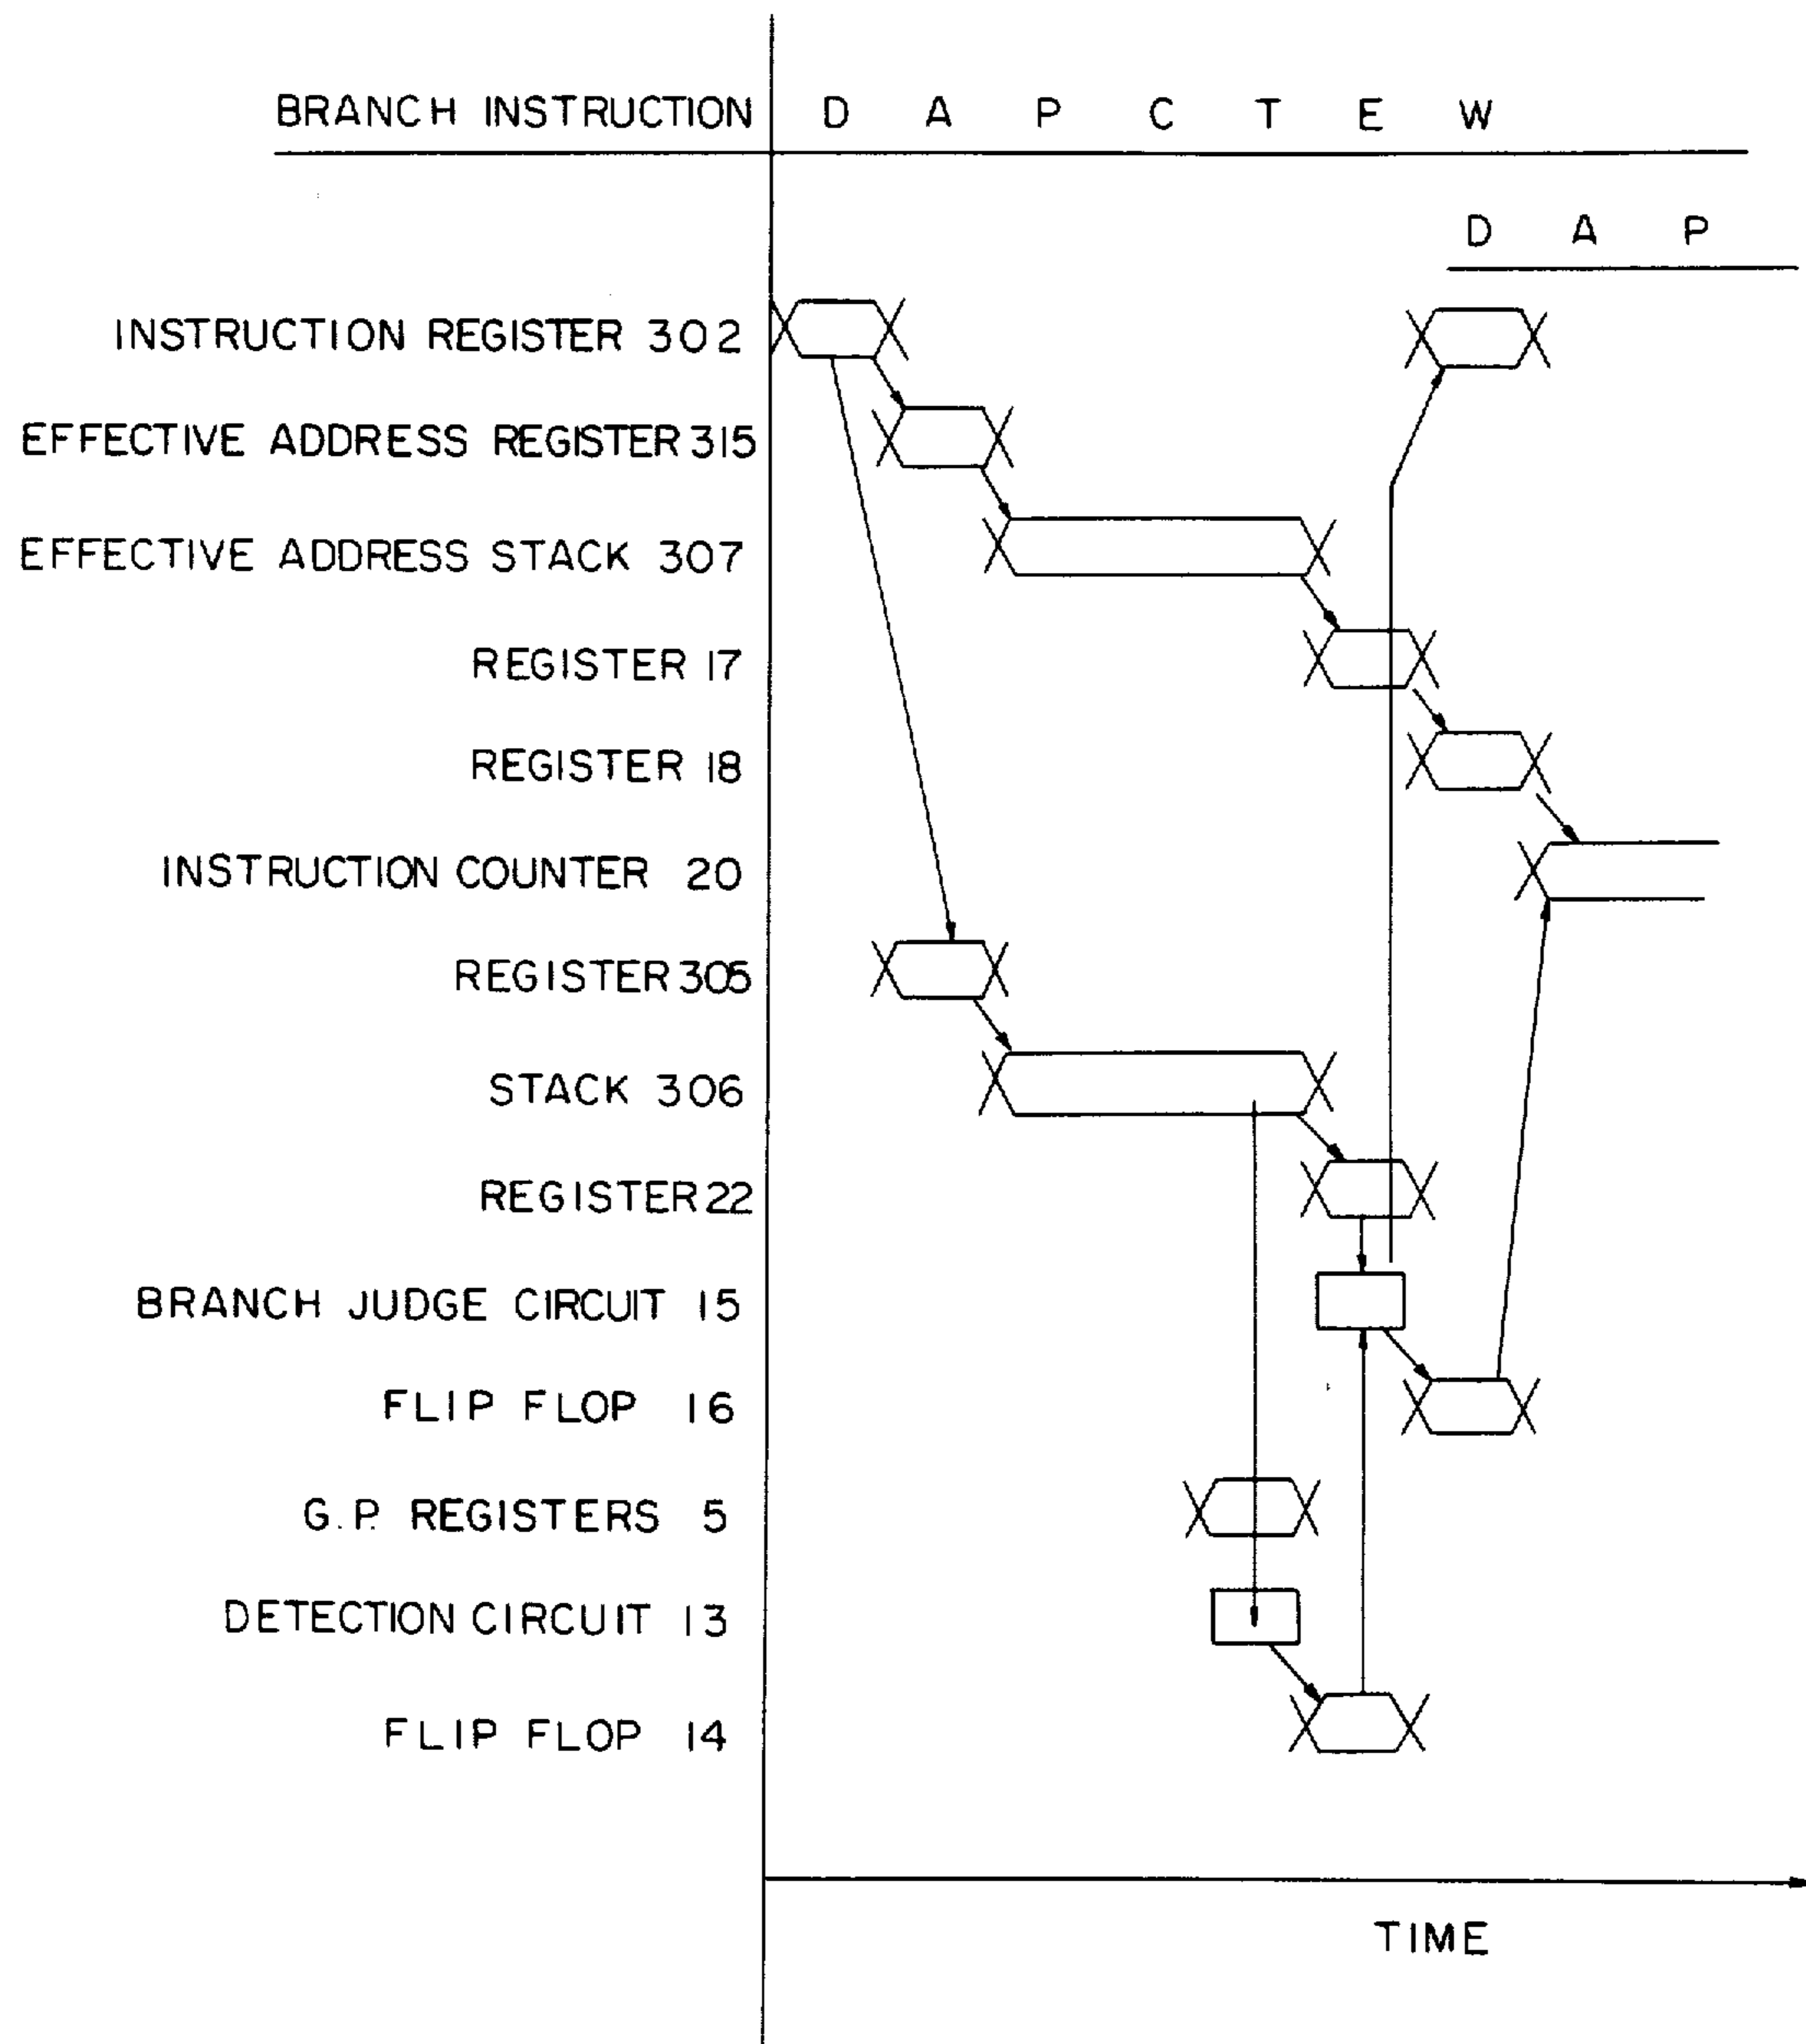 BRANCH INSTRUCTION D A P C T E W
D A P
INSTRUCTION REGISTER 302
EFFECTIVE ADDRESS REGISTER 315
EFFECTIVE ADDRESS STACK 307
REGISTER 17
REGISTER 18
INSTRUCTION COUNTER 20
REGISTER 305
STACK 306
REGISTER 22
BRANCH JUDGE CIRCUIT 15
FLIP FLOP 16
G.P. REGISTERS 5
DETECTION CIRCUIT 13
FLIP FLOP 14
TIME